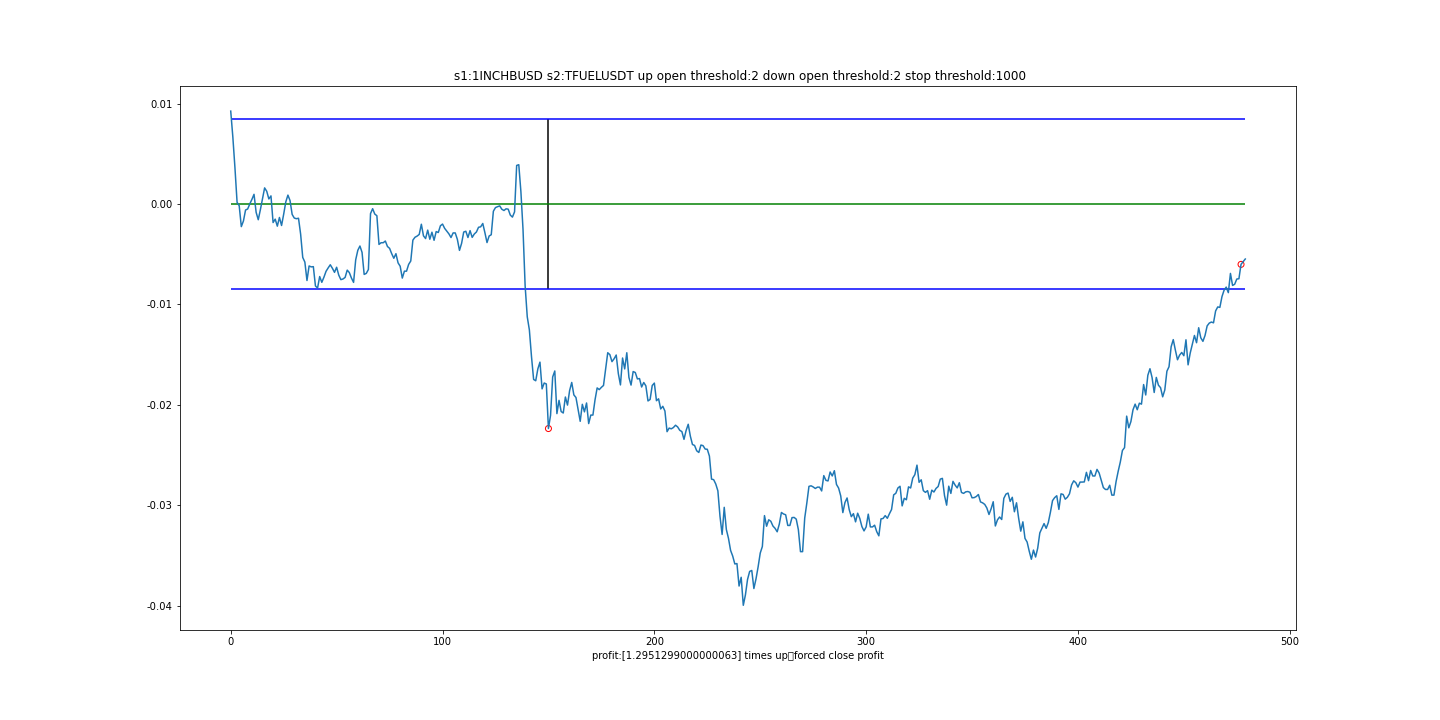 s1:1INCHBUSD s2:TFUELUSDT up open threshold:2 down open threshold:2 stop threshold:1000
0.01
0.00
-0.01
-0.02
-0.03
-0.04
0 100 200 300 400 500
profit:[1.2951299000000063] times up▯forced close profit